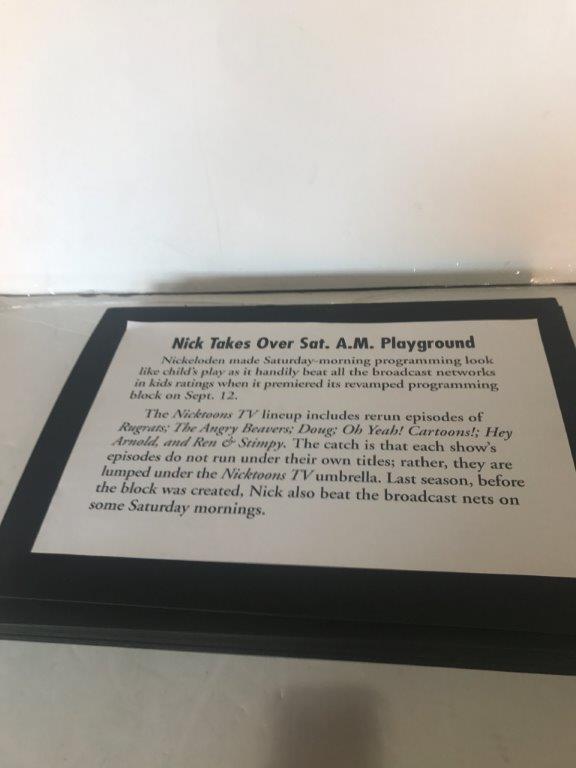 Nick Takes Over Sat. A.M. Playground
Nickeloden made Saturday-morning programming look
like child's play as it handily beat all the broadcast networks
in kids ratings when it premiered its revamped programming
block on Sept. 12.
The Nicktoons TV lineup includes rerun episodes of
Rugrats; The Angry Beavers; Doug; Oh Yeah! Cartoons!; Hey
Arnold, and Ren & Stimpy. The catch is that each show's
episodes do not run under their own titles; rather, they are
lumped under the Nicktoons TV umbrella. Last season, before
the block was created, Nick also beat the broadcast nets on
some Saturday mornings.